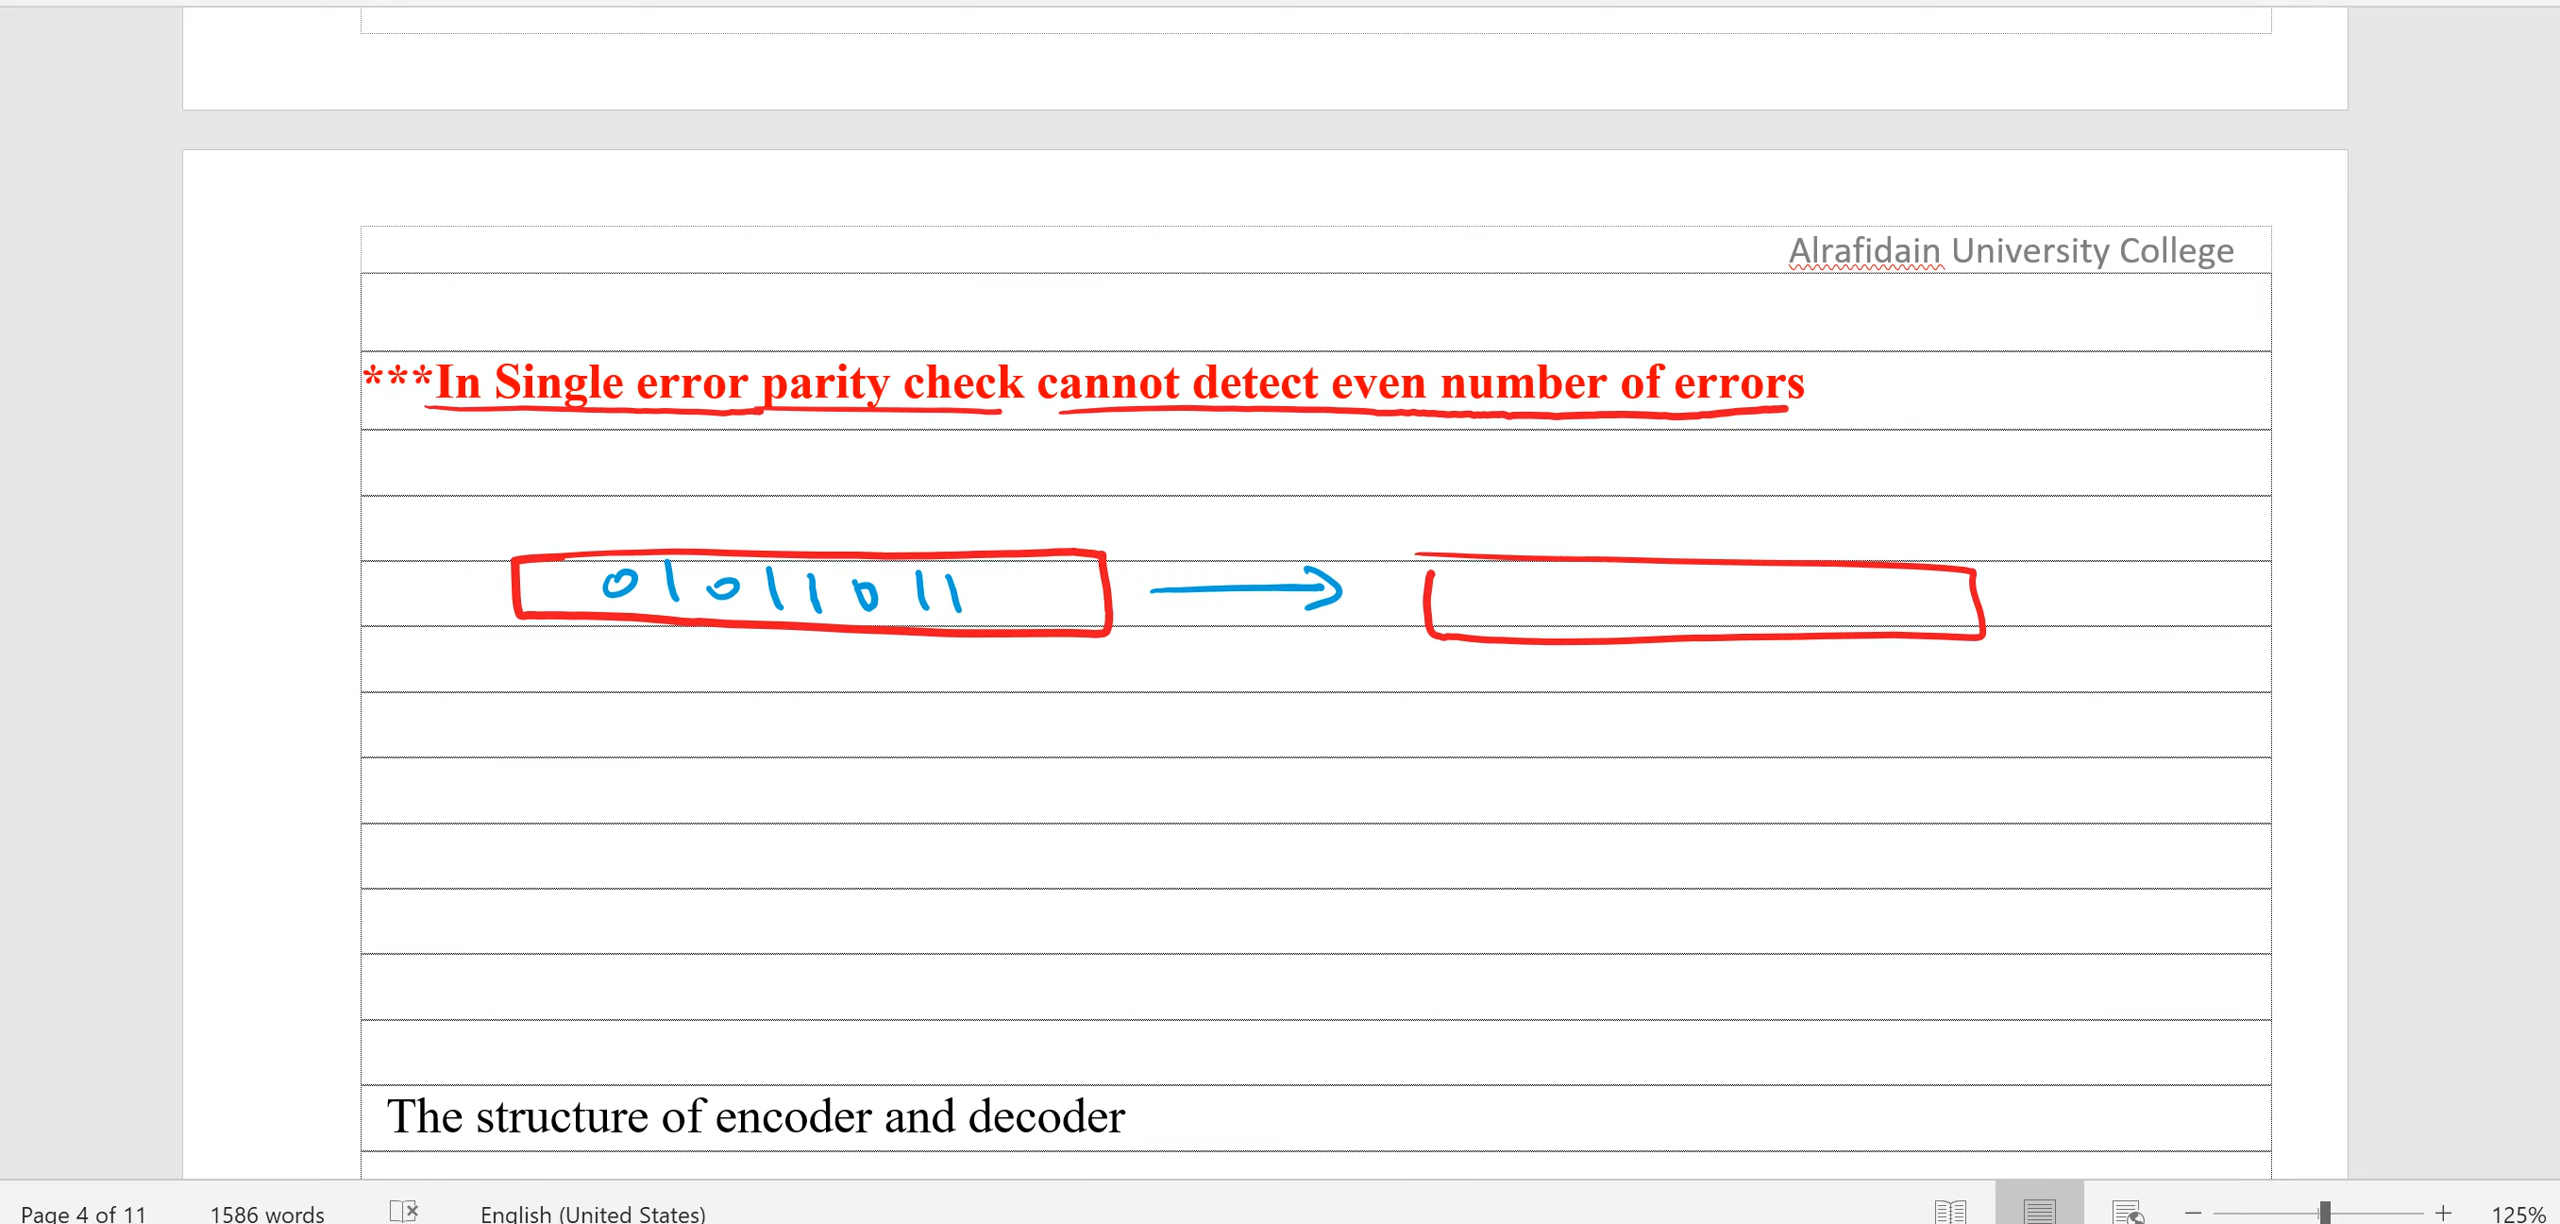 Alrafidain University College
***In Single error parity check cannot detect even number of errors
01011011
The structure of encoder and decoder
Page 4 of 11 1586 words English (United States) 125%